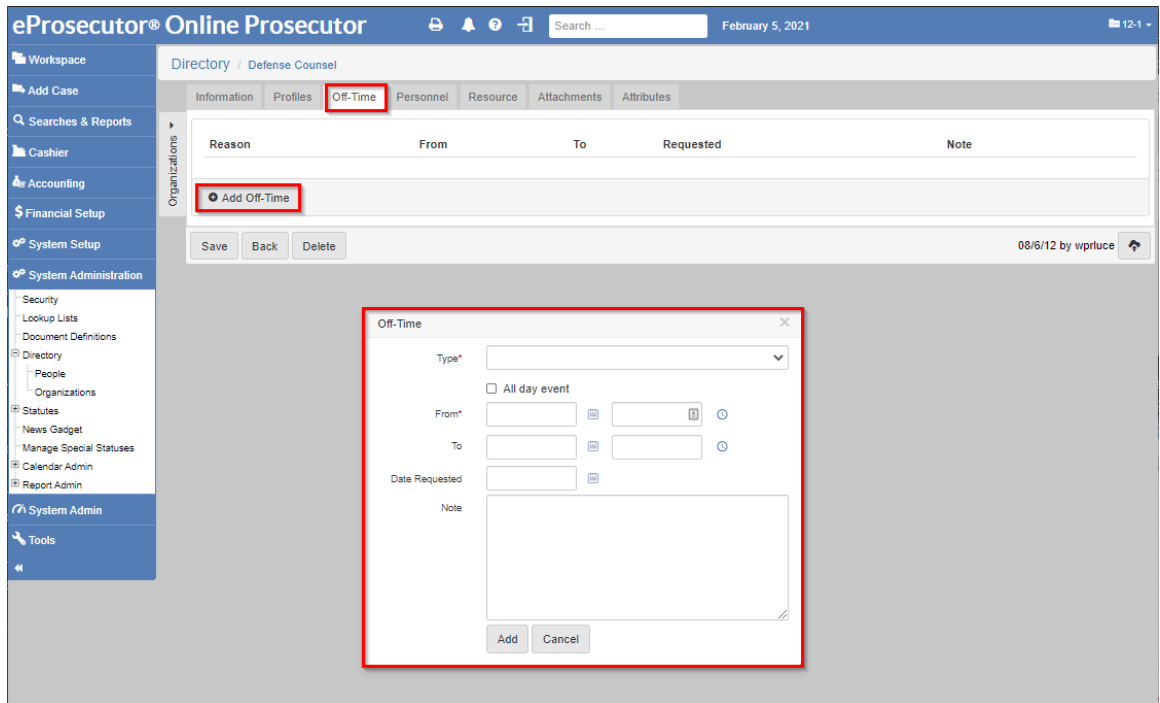 eProsecutor® Online Prosecutor
Search ...
February 5, 2021
12-1
Workspace
Add Case
Searches & Reports
Cashier
Accounting
Financial Setup
System Setup
System Administration
Security
Lookup Lists
Document Definitions
Directory
People
Organizations
Statutes
News Gadget
Manage Special Statuses
Calendar Admin
Report Admin
System Admin
Tools
Directory / Defense Counsel
Information Profiles Off-Time Personnel Resource Attachments Attributes
Organizations
Reason From To Requested Note
Add Off-Time
Save Back Delete
08/6/12 by wprluce
Off-Time
Type*
All day event
From*
To
Date Requested
Note
Add Cancel